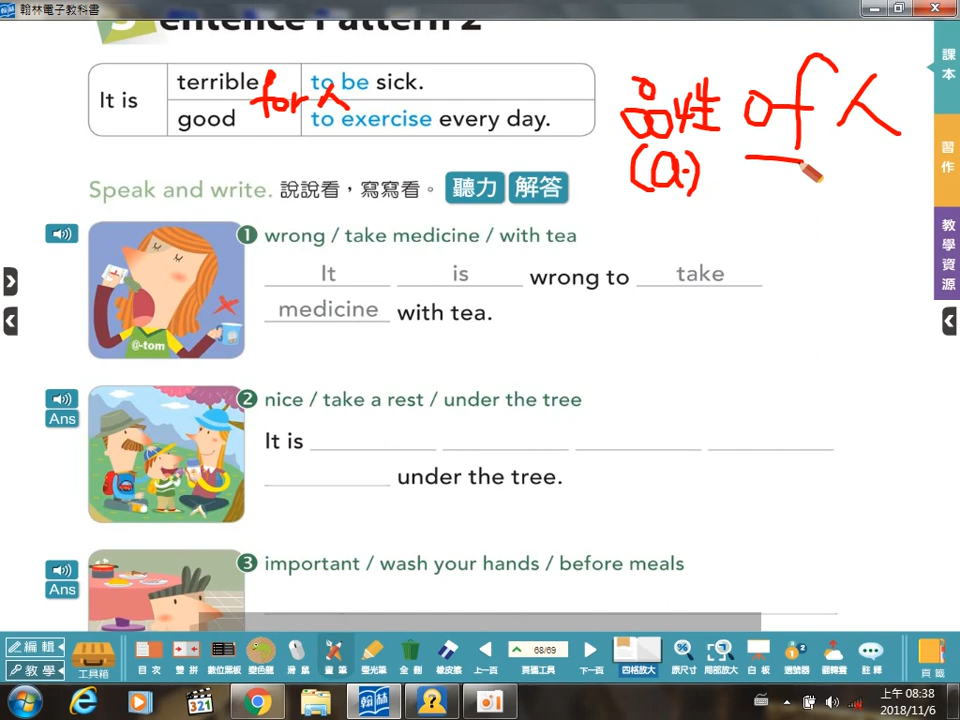 翰林電子教科書
Sentence Pattern 2
It is
terrible to be sick.
good to exercise every day.
for 人
品性 of 人
(a.)
Speak and write. 說說看，寫寫看。 聽力 解答
1 wrong / take medicine / with tea
It is wrong to take
medicine with tea.
@-tom
Ans
2 nice / take a rest / under the tree
It is
under the tree.
Ans
3 important / wash your hands / before meals
課本
習作
教學資源
編輯
教學
工具箱
目次 雙拼 數位黑板 變色龍 滑鼠 畫筆 螢光筆 全刪 橡皮擦 上一頁 68/69 頁碼工具 下一頁 四格放大 原尺寸 局部放大 白板 選號器 翻轉雲 註釋 頁籤
321
上午 08:38
2018/11/6